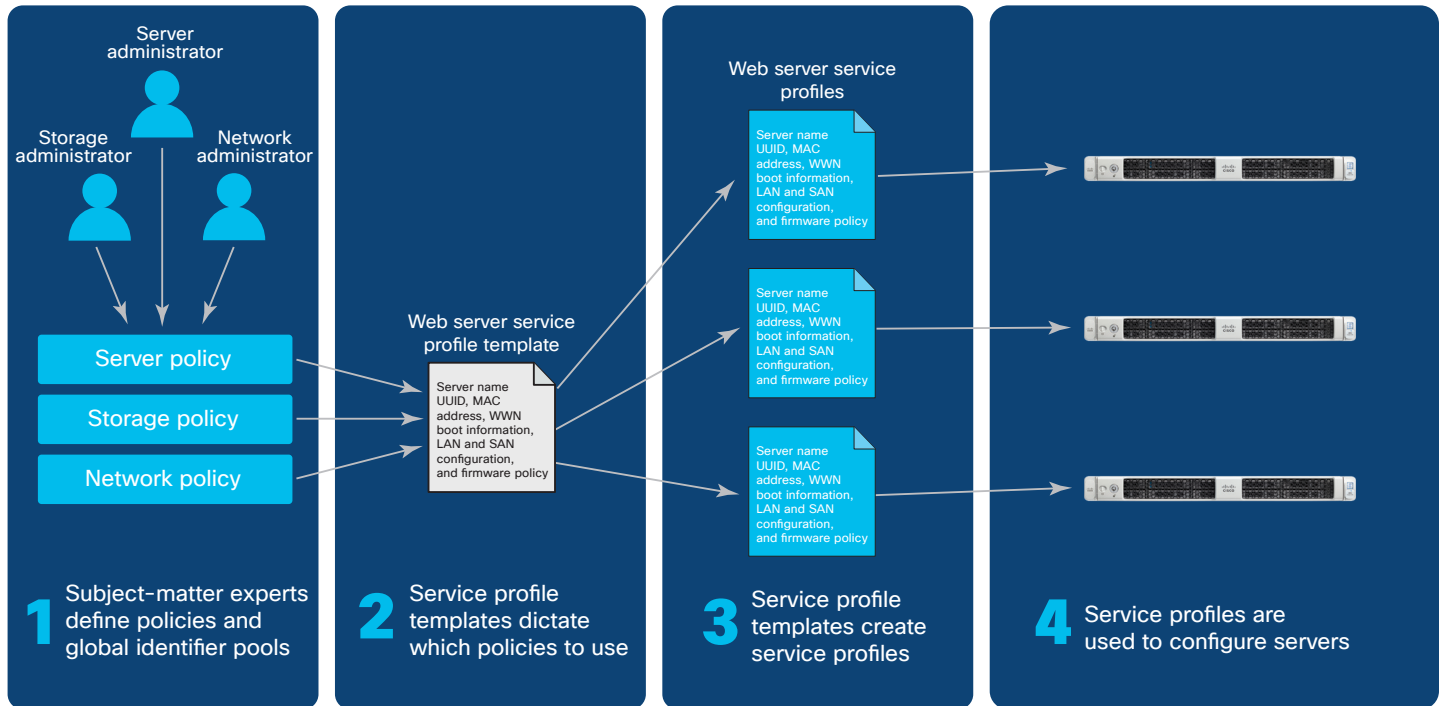 Server
administrator
Storage
administrator
Network
administrator
Server policy
Storage policy
Network policy
1
Subject-matter experts
define policies and
global identifier pools
Web server service
profile template
Server name
UUID, MAC
address, WWN
boot information,
LAN and SAN
configuration,
and firmware policy
2
Service profile
templates dictate
which policies to use
Web server service
profiles
Server name
UUID, MAC
address, WWN
boot information,
LAN and SAN
configuration,
and firmware policy
Server name
UUID, MAC
address, WWN
boot information,
LAN and SAN
configuration,
and firmware policy
Server name
UUID, MAC
address, WWN
boot information,
LAN and SAN
configuration,
and firmware policy
3
Service profile
templates create
service profiles
CISCO
CISCO
CISCO
4
Service profiles are
used to configure servers